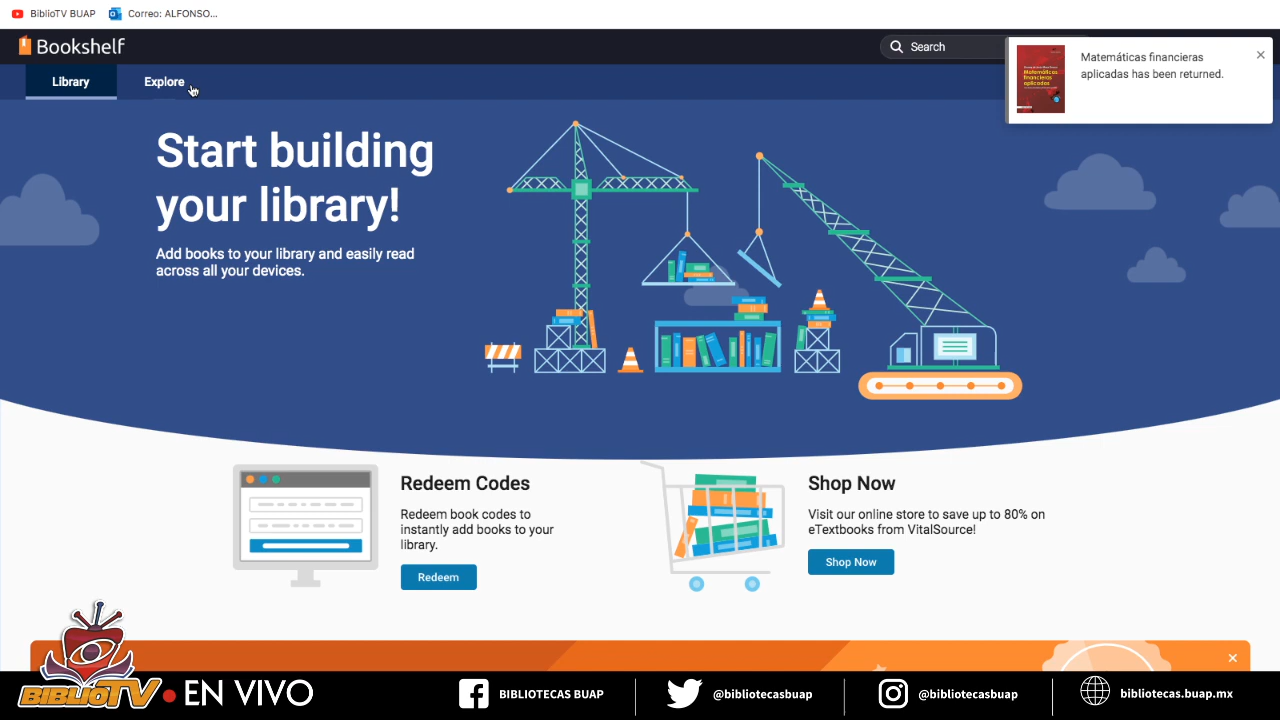 BiblioTV BUAP
Correo: ALFONSO...
Bookshelf
Search
Matemáticas financieras
aplicadas has been returned.
Library
Explore
Matemáticas
financieras
aplicadas
Start building
your library!
Add books to your library and easily read
across all your devices.
Redeem Codes
Redeem book codes to
instantly add books to your
library.
Redeem
Shop Now
Visit our online store to save up to 80% on
eTextbooks from VitalSource!
Shop Now
BIBLIOTV
EN VIVO
BIBLIOTECAS BUAP
@bibliotecasbuap
@bibliotecasbuap
bibliotecas.buap.mx